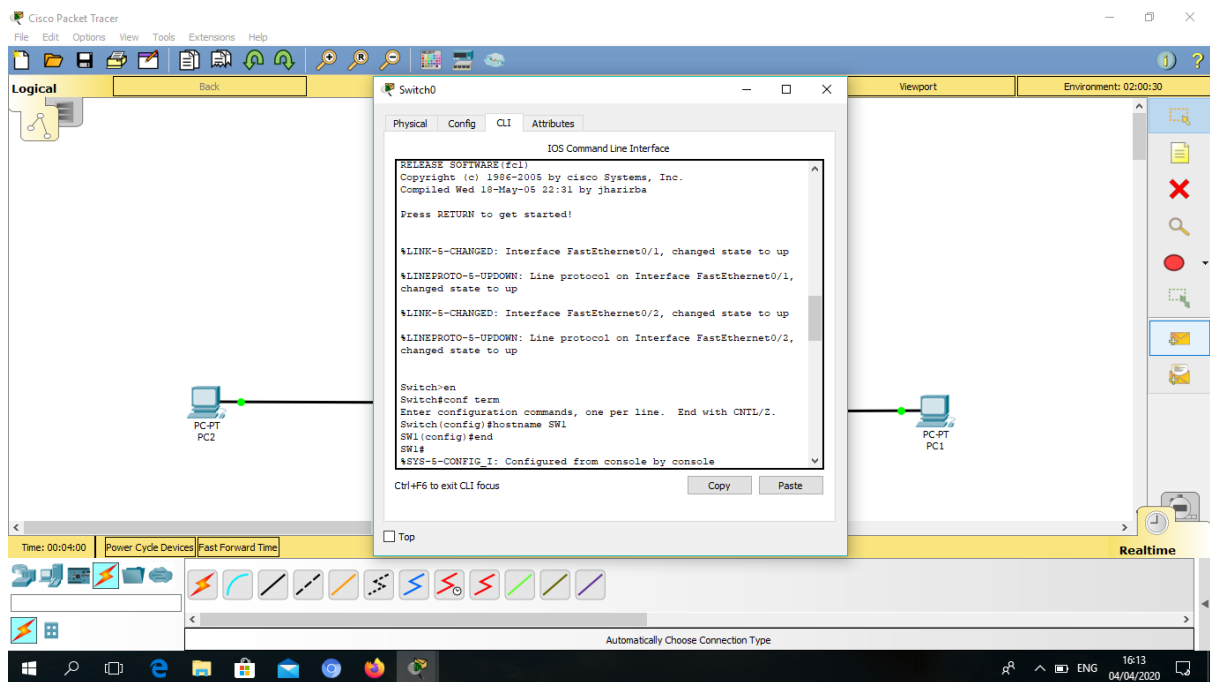 Cisco Packet Tracer
File Edit Options View Tools Extensions Help
Logical
Back
Viewport
Environment: 02:00:30
Switch0
Physical Config CLI Attributes
IOS Command Line Interface
RELEASE SOFTWARE(fc1)
Copyright (c) 1986-2005 by cisco Systems, Inc.
Compiled Wed 18-May-05 22:31 by jharirba
Press RETURN to get started!
%LINK-5-CHANGED: Interface FastEthernet0/1, changed state to up
%LINEPROTO-5-UPDOWN: Line protocol on Interface FastEthernet0/1,
changed state to up
%LINK-5-CHANGED: Interface FastEthernet0/2, changed state to up
%LINEPROTO-5-UPDOWN: Line protocol on Interface FastEthernet0/2,
changed state to up
Switch>en
Switch#conf term
Enter configuration commands, one per line. End with CNTL/Z.
Switch(config)#hostname SW1
SW1(config)#end
SW1#
%SYS-5-CONFIG_I: Configured from console by console
Ctrl+F6 to exit CLI focus
Copy
Paste
Top
PC-PT
PC2
PC-PT
PC1
Time: 00:04:00
Power Cycle Devices
Fast Forward Time
Realtime
Automatically Choose Connection Type
ENG
16:13
04/04/2020